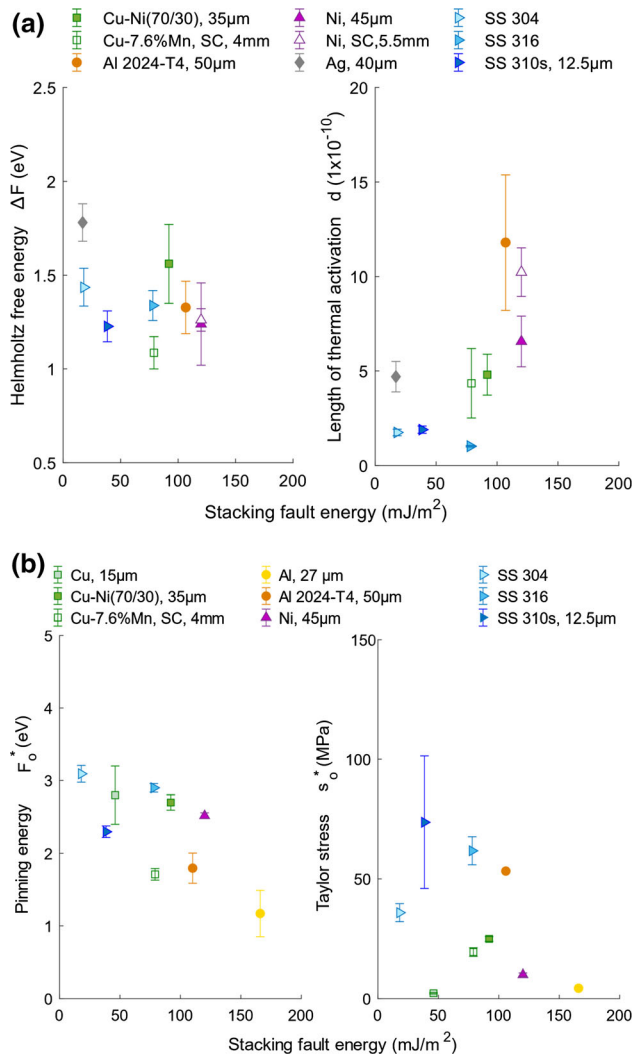 (a)
Cu-Ni(70/30), 35μm
Ni, 45μm
SS 304
Cu-7.6%Mn, SC, 4mm
Ni, SC,5.5mm
SS 316
Al 2024-T4, 50μm
Ag, 40μm
SS 310s, 12.5μm
Helmholtz free energy ΔF (eV)
2.5
2
1.5
1
0.5
0
50
100
150
200
Length of thermal activation d (1x10^-10)
20
15
10
5
0
0
50
100
150
200
Stacking fault energy (mJ/m^2)
(b)
Cu, 15μm
Al, 27 μm
SS 304
Cu-Ni(70/30), 35μm
Al 2024-T4, 50μm
SS 316
Cu-7.6%Mn, SC, 4mm
Ni, 45μm
SS 310s, 12.5μm
Pinning energy F_o^* (eV)
5
4
3
2
1
0
0
50
100
150
200
Taylor stress s_o^* (MPa)
150
100
50
0
0
50
100
150
200
Stacking fault energy (mJ/m^2)